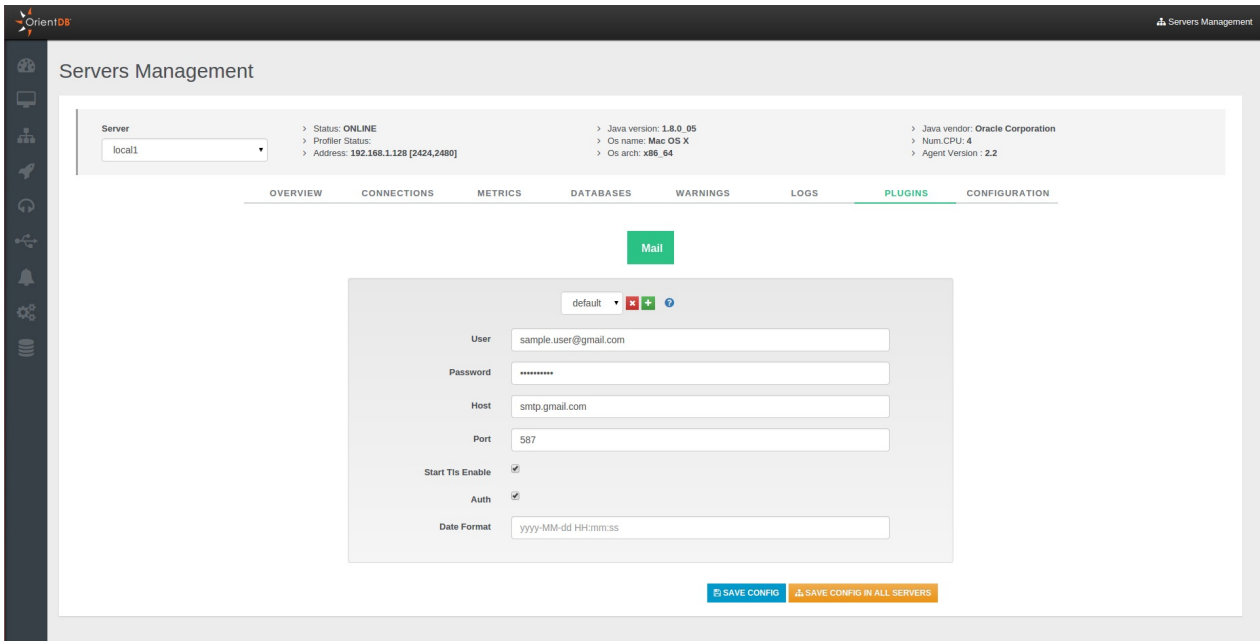 OrientDB
Servers Management
Servers Management
Server
local1
> Status: ONLINE
> Profiler Status:
> Address: 192.168.1.128 [2424,2480]
> Java version: 1.8.0_05
> Os name: Mac OS X
> Os arch: x86_64
> Java vendor: Oracle Corporation
> Num.CPU: 4
> Agent Version : 2.2
OVERVIEW CONNECTIONS METRICS DATABASES WARNINGS LOGS PLUGINS CONFIGURATION
Mail
default
User sample.user@gmail.com
Password ••••••••••
Host smtp.gmail.com
Port 587
Start Tls Enable
Auth
Date Format yyyy-MM-dd HH:mm:ss
SAVE CONFIG SAVE CONFIG IN ALL SERVERS